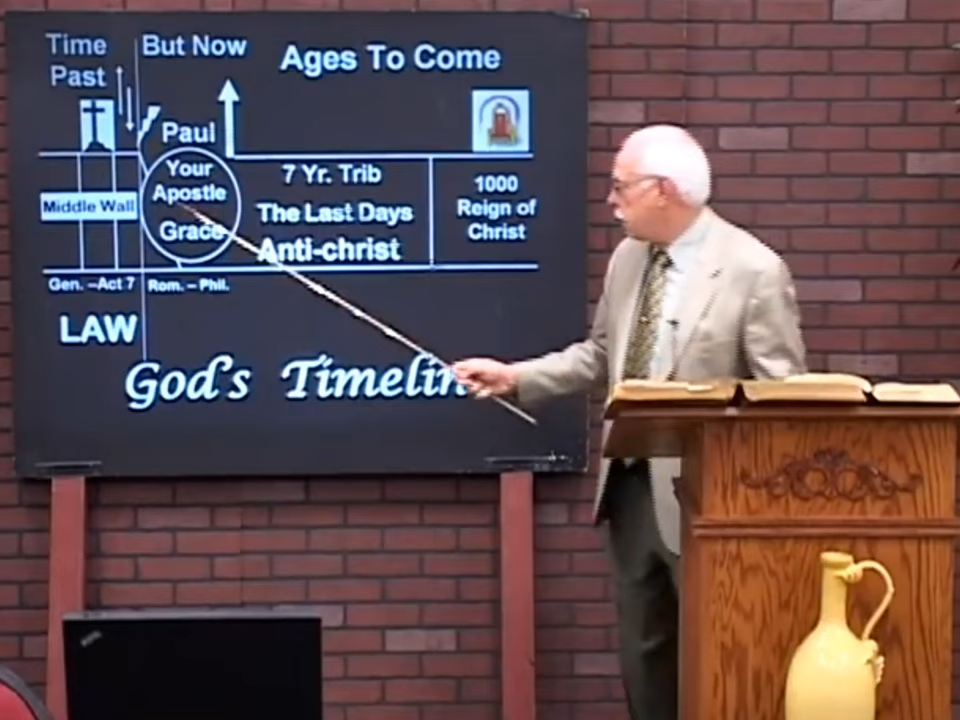 Time
Past
But Now
Ages To Come
Paul
Your
Apostle
Grace
Middle Wall
7 Yr. Trib
The Last Days
Anti-christ
1000
Reign of
Christ
Gen. –Act 7
Rom. – Phil.
LAW
God's Timelin